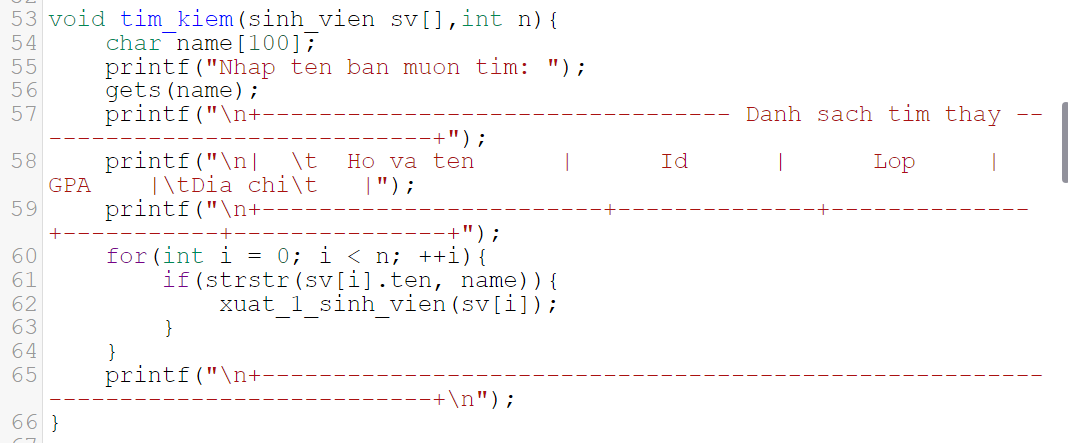 53 void tim_kiem(sinh_vien sv[],int n){
54     char name[100];
55     printf("Nhap ten ban muon tim: ");
56     gets(name);
57     printf("\n+--------------------------------- Danh sach tim thay --
---------------------------+");
58     printf("\n|  \t  Ho va ten      |      Id      |      Lop     |
GPA    |\tDia chi\t   |");
59     printf("\n+------------------------+--------------+--------------
+-----------+---------------+");
60     for(int i = 0; i < n; ++i){
61         if(strstr(sv[i].ten, name)){
62             xuat_1_sinh_vien(sv[i]);
63         }
64     }
65     printf("\n+-------------------------------------------------------
---------------------------+\n");
66 }